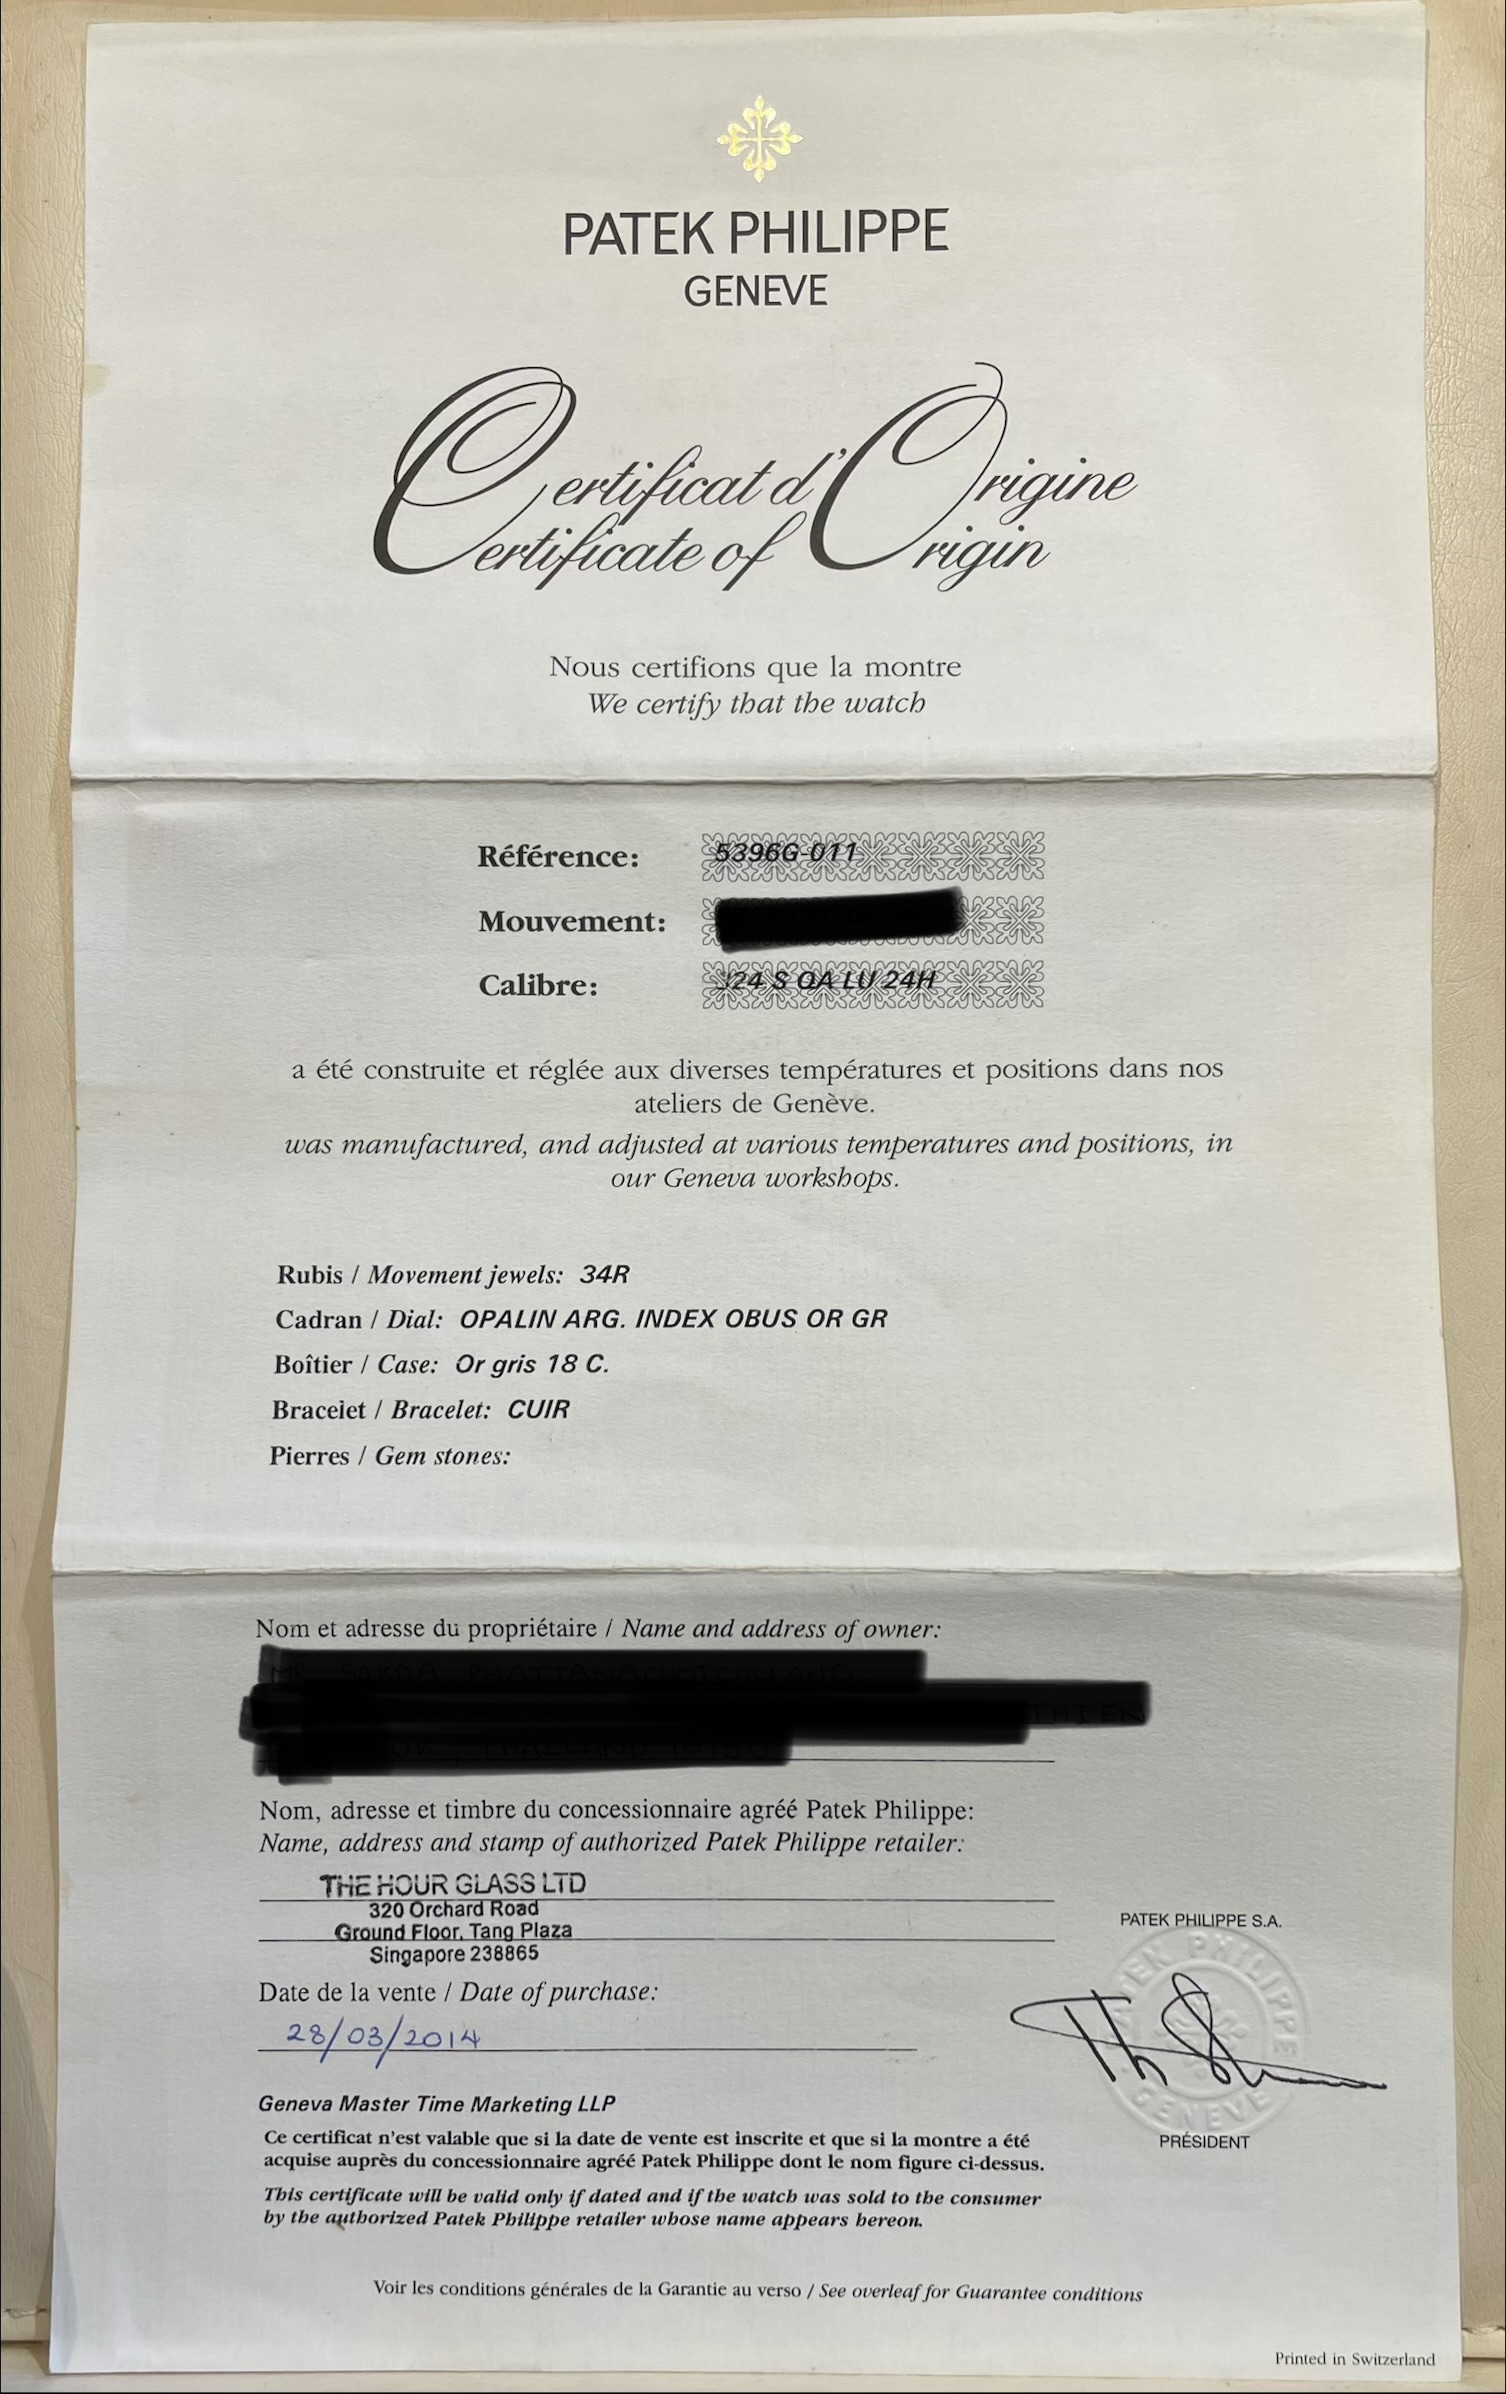 PATEK PHILIPPE
GENEVE
Certificat d'Origine
Certificate of Origin
Nous certifions que la montre
We certify that the watch
Référence: 5396G-011
Mouvement:
Calibre: 324 S QA LU 24H
a été construite et réglée aux diverses températures et positions dans nos
ateliers de Genève.
was manufactured, and adjusted at various temperatures and positions, in
our Geneva workshops.
Rubis / Movement jewels: 34R
Cadran / Dial: OPALIN ARG. INDEX OBUS OR GR
Boîtier / Case: Or gris 18 C.
Bracelet / Bracelet: CUIR
Pierres / Gem stones:
Nom et adresse du propriétaire / Name and address of owner:
Nom, adresse et timbre du concessionnaire agréé Patek Philippe:
Name, address and stamp of authorized Patek Philippe retailer:
THE HOUR GLASS LTD
320 Orchard Road
Ground Floor, Tang Plaza
Singapore 238865
PATEK PHILIPPE S.A.
PATEK PHILIPPE GENEVE
Date de la vente / Date of purchase:
28/03/2014
Geneva Master Time Marketing LLP
PRÉSIDENT
Ce certificat n'est valable que si la date de vente est inscrite et que si la montre a été
acquise auprès du concessionnaire agréé Patek Philippe dont le nom figure ci-dessus.
This certificate will be valid only if dated and if the watch was sold to the consumer
by the authorized Patek Philippe retailer whose name appears hereon.
Voir les conditions générales de la Garantie au verso / See overleaf for Guarantee conditions
Printed in Switzerland